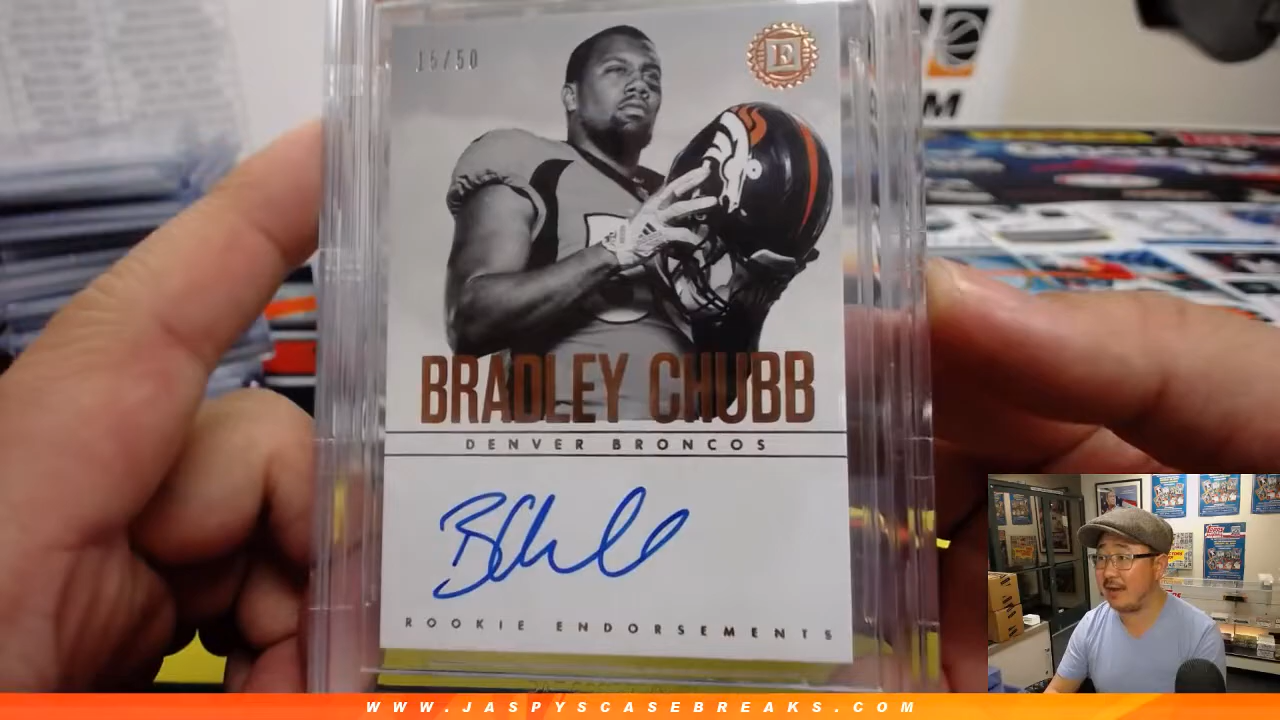 15/50
E
BRADLEY CHUBB
DENVER BRONCOS
ROOKIE ENDORSEMENTS
WWW.JASPYSCASEBREAKS.COM